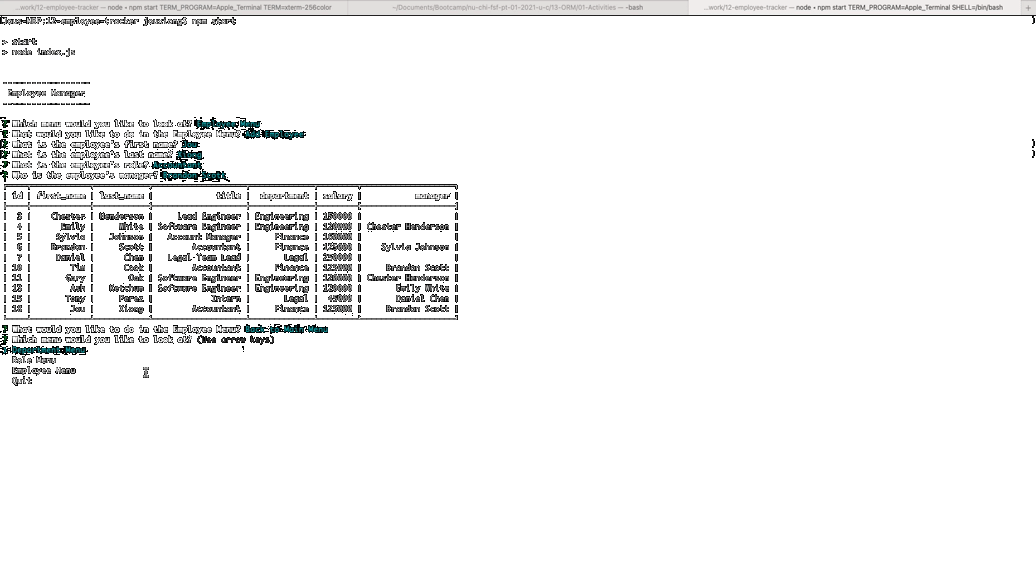 ...work/12-employee-tracker — node ‹ npm start TERM_PROGRAM=Apple_Terminal TERM=xterm-256color
~/Documents/Bootcamp/nu-chi-fsf-pt-01-2021-u-c/13-ORM/01-Activities — -bash
...work/12-employee-tracker — node • npm start TERM_PROGRAM=Apple_Terminal SHELL=/bin/bash
+
12-employee-tracker jouxiong$ npm start
> start
> node index.js
Employee Manager
? Which menu would you like to look at? Employee Menu
? What would you like to do in the Employee Menu? Add Employee
? What is the employee's first name? Jou
? What is the employee's last name? Xiong
? What is the employee's role? Accountant
? Who is the employee's manager? Brandon Scott
id first_name last_name title department salary manager
3 Chester Henderson Lead Engineer Engineering 150000
4 Emily White Software Engineer Engineering 120000 Chester Henderson
5 Sylvia Johnson Account Manager Finance
6 Brandon Scott Accountant Finance 125000 Sylvia Johnson
7 Daniel Chen Legal Team Lead Legal 250000
10 Tim Cook Accountant Finance 125000 Brandon Scott
11 Gary Oak Software Engineer Engineering 120000 Chester Henderson
13 Ash Ketchum Software Engineer Engineering 120000 Emily White
15 Tony Perez Intern Legal 45000 Daniel Chen
Jou Xiong Accountant Finance 125000 Brandon Scott
? What would you like to do in the Employee Menu? Back to Main Menu
? Which menu would you like to look at? (Use arrow keys)
Department Menu
Role Menu
Employee Menu
Quit